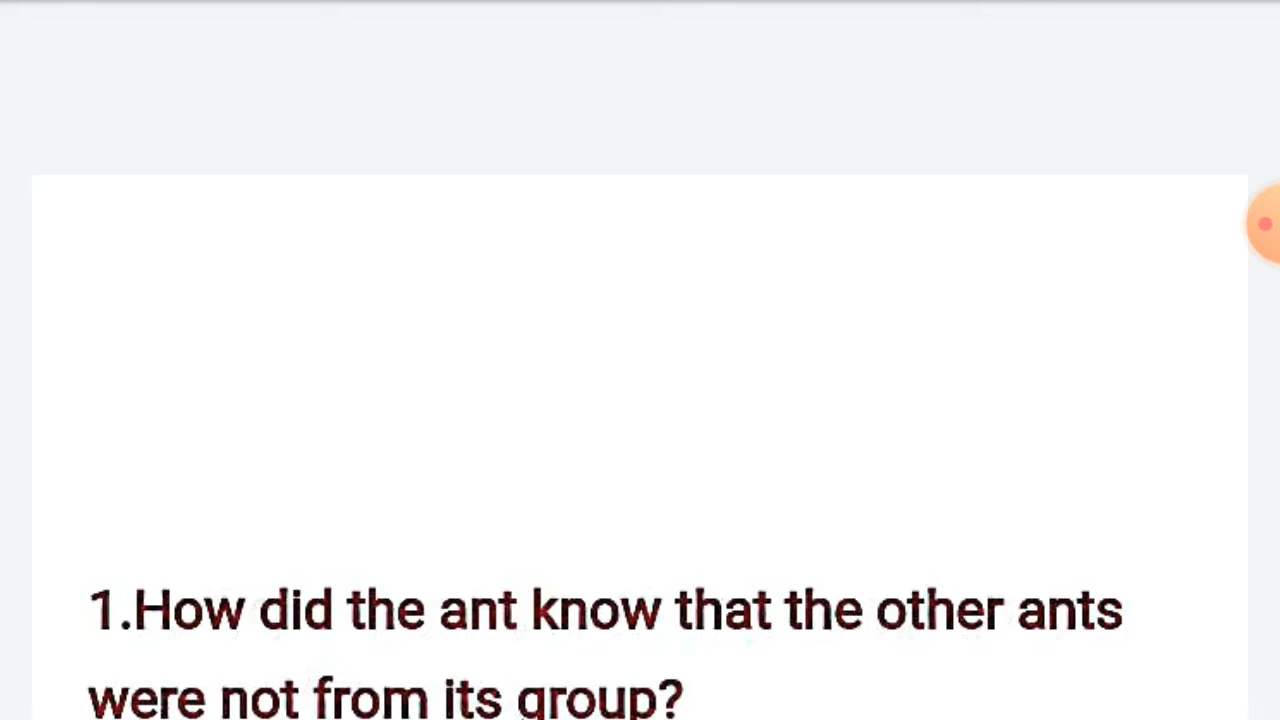 1.How did the ant know that the other ants
were not from its group?